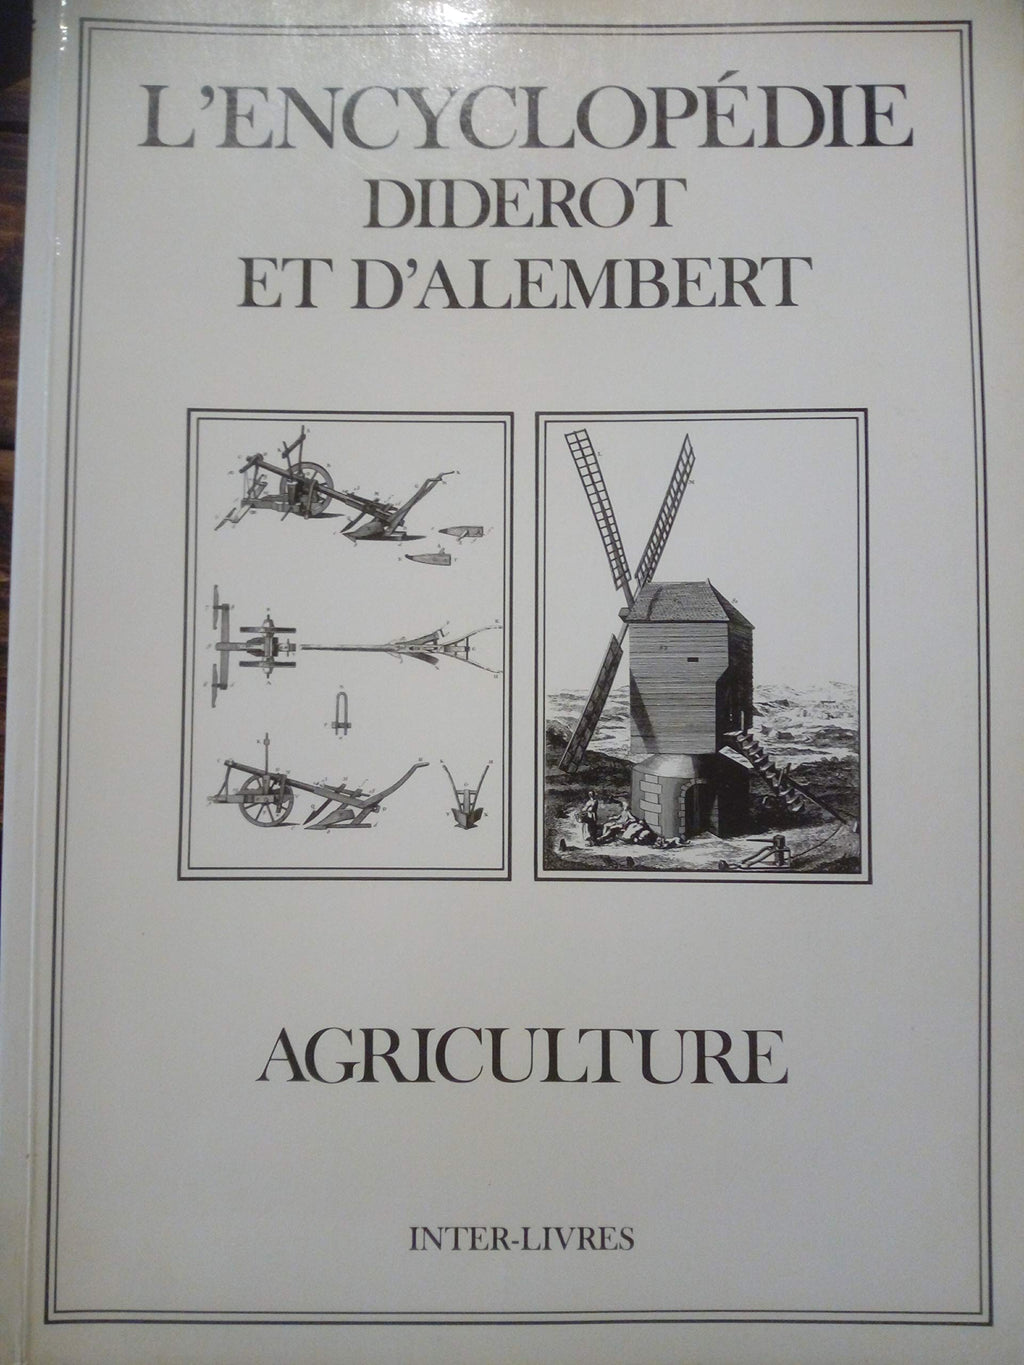 L'ENCYCLOPÉDIE
DIDEROT
ET D'ALEMBERT
AGRICULTURE
INTER-LIVRES